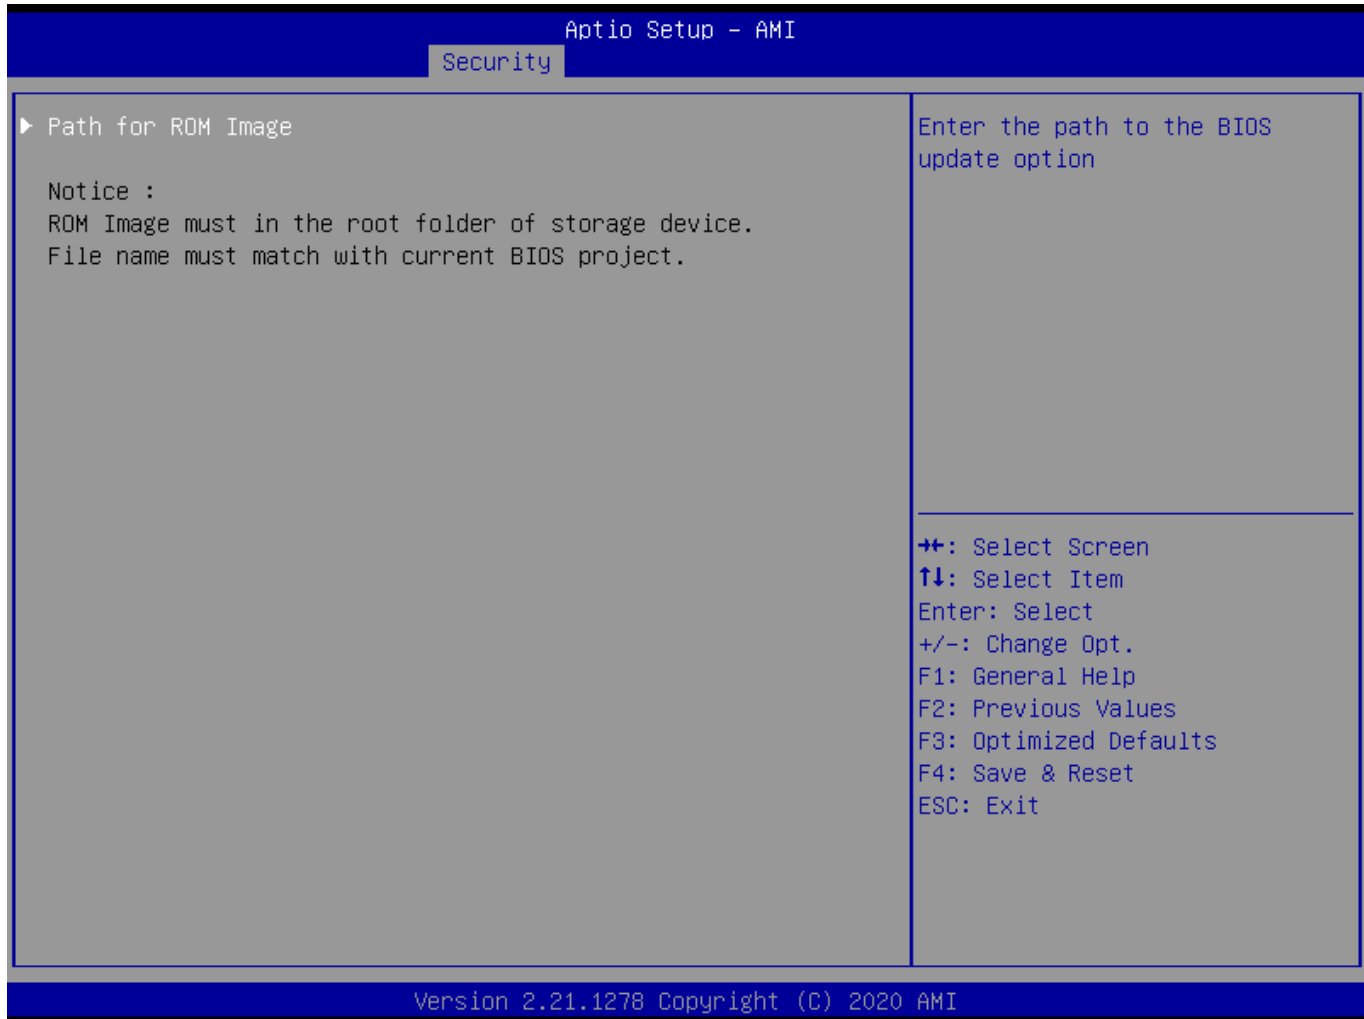 Aptio Setup – AMI
Security
▶ Path for ROM Image
Notice :
ROM Image must in the root folder of storage device.
File name must match with current BIOS project.
Enter the path to the BIOS
update option
→←: Select Screen
↑↓: Select Item
Enter: Select
+/–: Change Opt.
F1: General Help
F2: Previous Values
F3: Optimized Defaults
F4: Save & Reset
ESC: Exit
Version 2.21.1278 Copyright (C) 2020 AMI